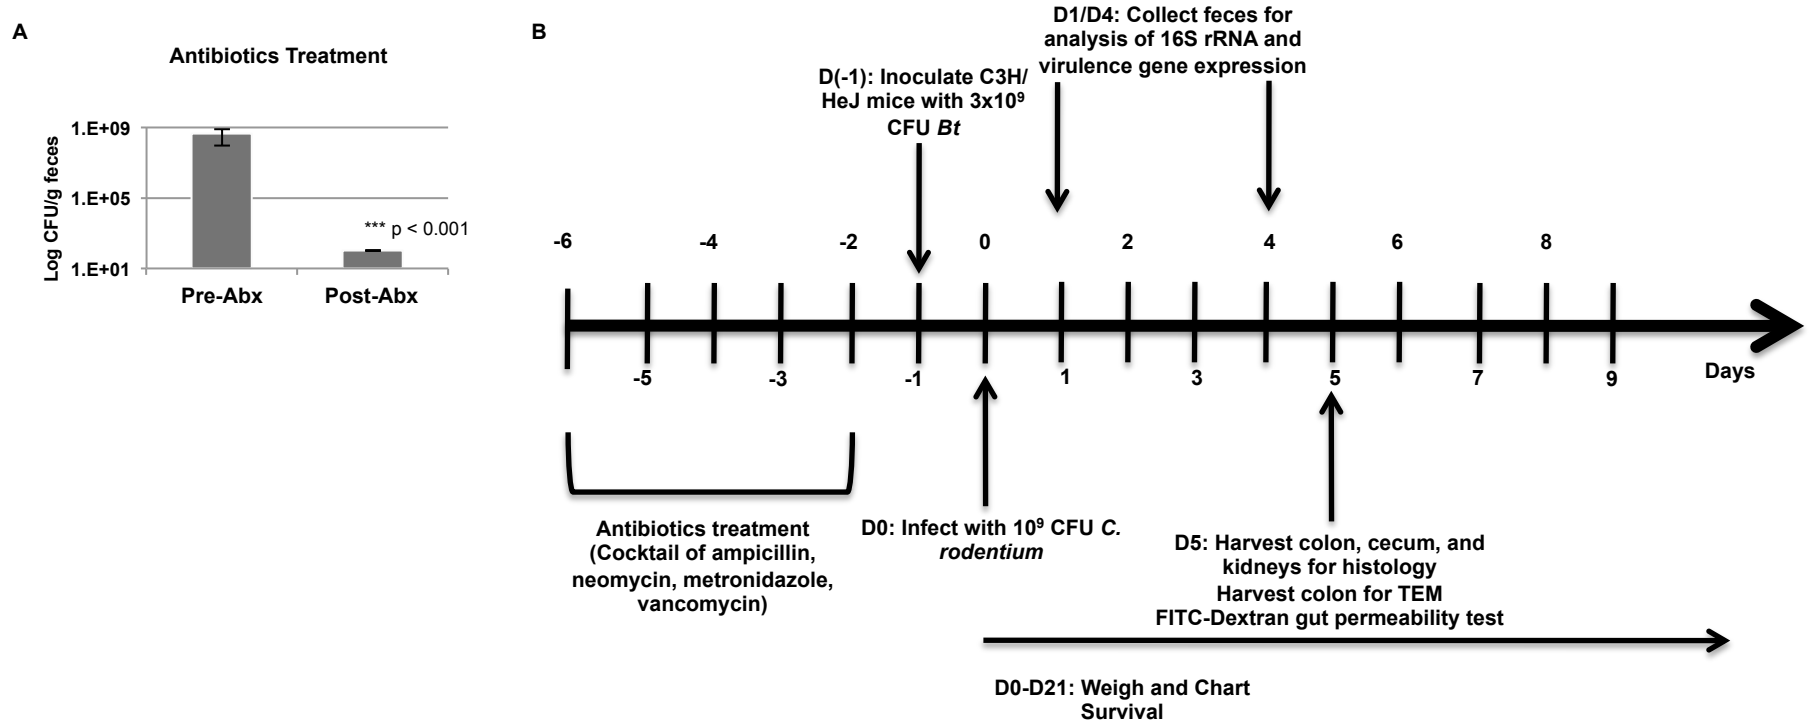 A
Antibiotics Treatment
Log CFU/g feces
1.E+09
1.E+05
1.E+01
*** p < 0.001
Pre-Abx
Post-Abx
B
D1/D4: Collect feces for
analysis of 16S rRNA and
virulence gene expression
D(-1): Inoculate C3H/
HeJ mice with 3x10⁹
CFU Bt
-6
-4
-2
0
2
4
6
8
-5
-3
-1
1
3
5
7
9
Days
Antibiotics treatment
(Cocktail of ampicillin,
neomycin, metronidazole,
vancomycin)
D0: Infect with 10⁹ CFU C.
rodentium
D5: Harvest colon, cecum, and
kidneys for histology
Harvest colon for TEM
FITC-Dextran gut permeability test
D0-D21: Weigh and Chart
Survival